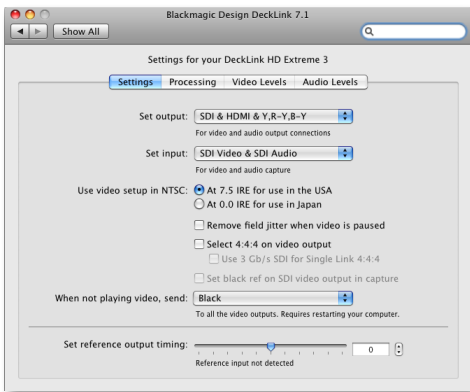 Blackmagic Design DeckLink 7.1
Show All
Settings for your DeckLink HD Extreme 3
Settings Processing Video Levels Audio Levels
Set output: SDI & HDMI & Y,R-Y,B-Y
For video and audio output connections
Set input: SDI Video & SDI Audio
For video and audio capture
Use video setup in NTSC: At 7.5 IRE for use in the USA
At 0.0 IRE for use in Japan
Remove field jitter when video is paused
Select 4:4:4 on video output
Use 3 Gb/s SDI for Single Link 4:4:4
Set black ref on SDI video output in capture
When not playing video, send: Black
To all the video outputs. Requires restarting your computer.
Set reference output timing: 0
Reference input not detected